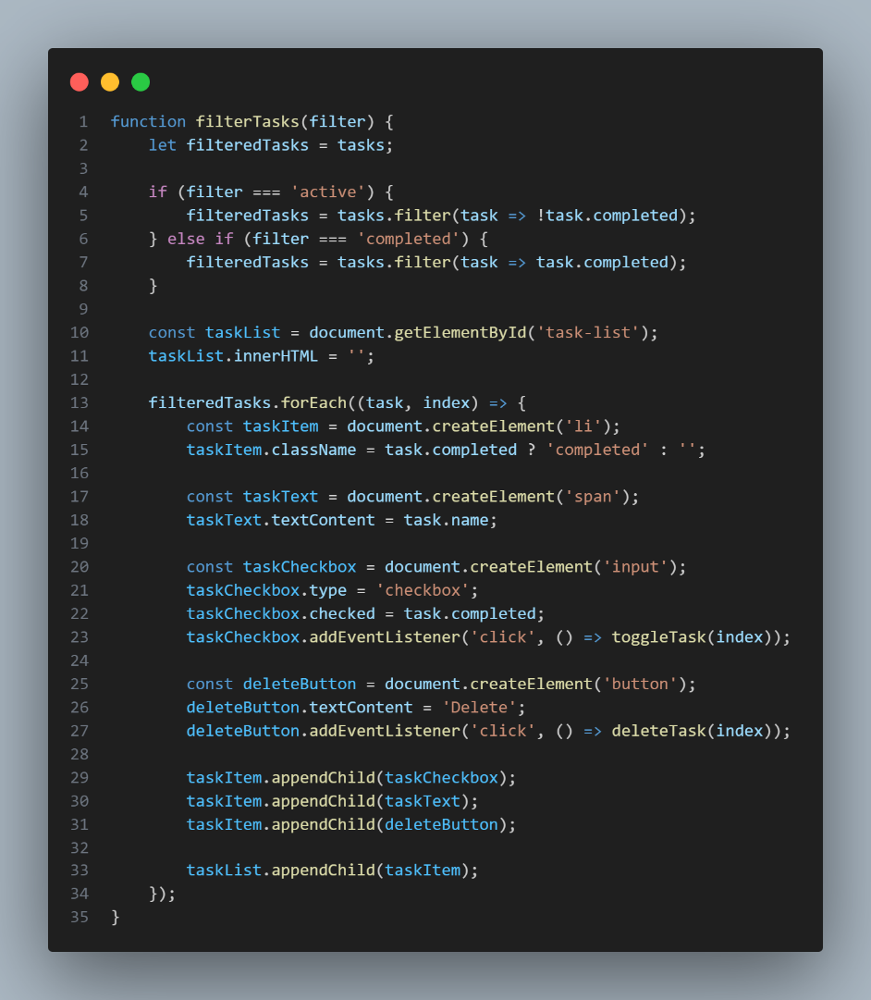 1 function filterTasks(filter) {
2     let filteredTasks = tasks;
3
4     if (filter === 'active') {
5         filteredTasks = tasks.filter(task => !task.completed);
6     } else if (filter === 'completed') {
7         filteredTasks = tasks.filter(task => task.completed);
8     }
9
10     const taskList = document.getElementById('task-list');
11     taskList.innerHTML = '';
12
13     filteredTasks.forEach((task, index) => {
14         const taskItem = document.createElement('li');
15         taskItem.className = task.completed ? 'completed' : '';
16
17         const taskText = document.createElement('span');
18         taskText.textContent = task.name;
19
20         const taskCheckbox = document.createElement('input');
21         taskCheckbox.type = 'checkbox';
22         taskCheckbox.checked = task.completed;
23         taskCheckbox.addEventListener('click', () => toggleTask(index));
24
25         const deleteButton = document.createElement('button');
26         deleteButton.textContent = 'Delete';
27         deleteButton.addEventListener('click', () => deleteTask(index));
28
29         taskItem.appendChild(taskCheckbox);
30         taskItem.appendChild(taskText);
31         taskItem.appendChild(deleteButton);
32
33         taskList.appendChild(taskItem);
34     });
35 }